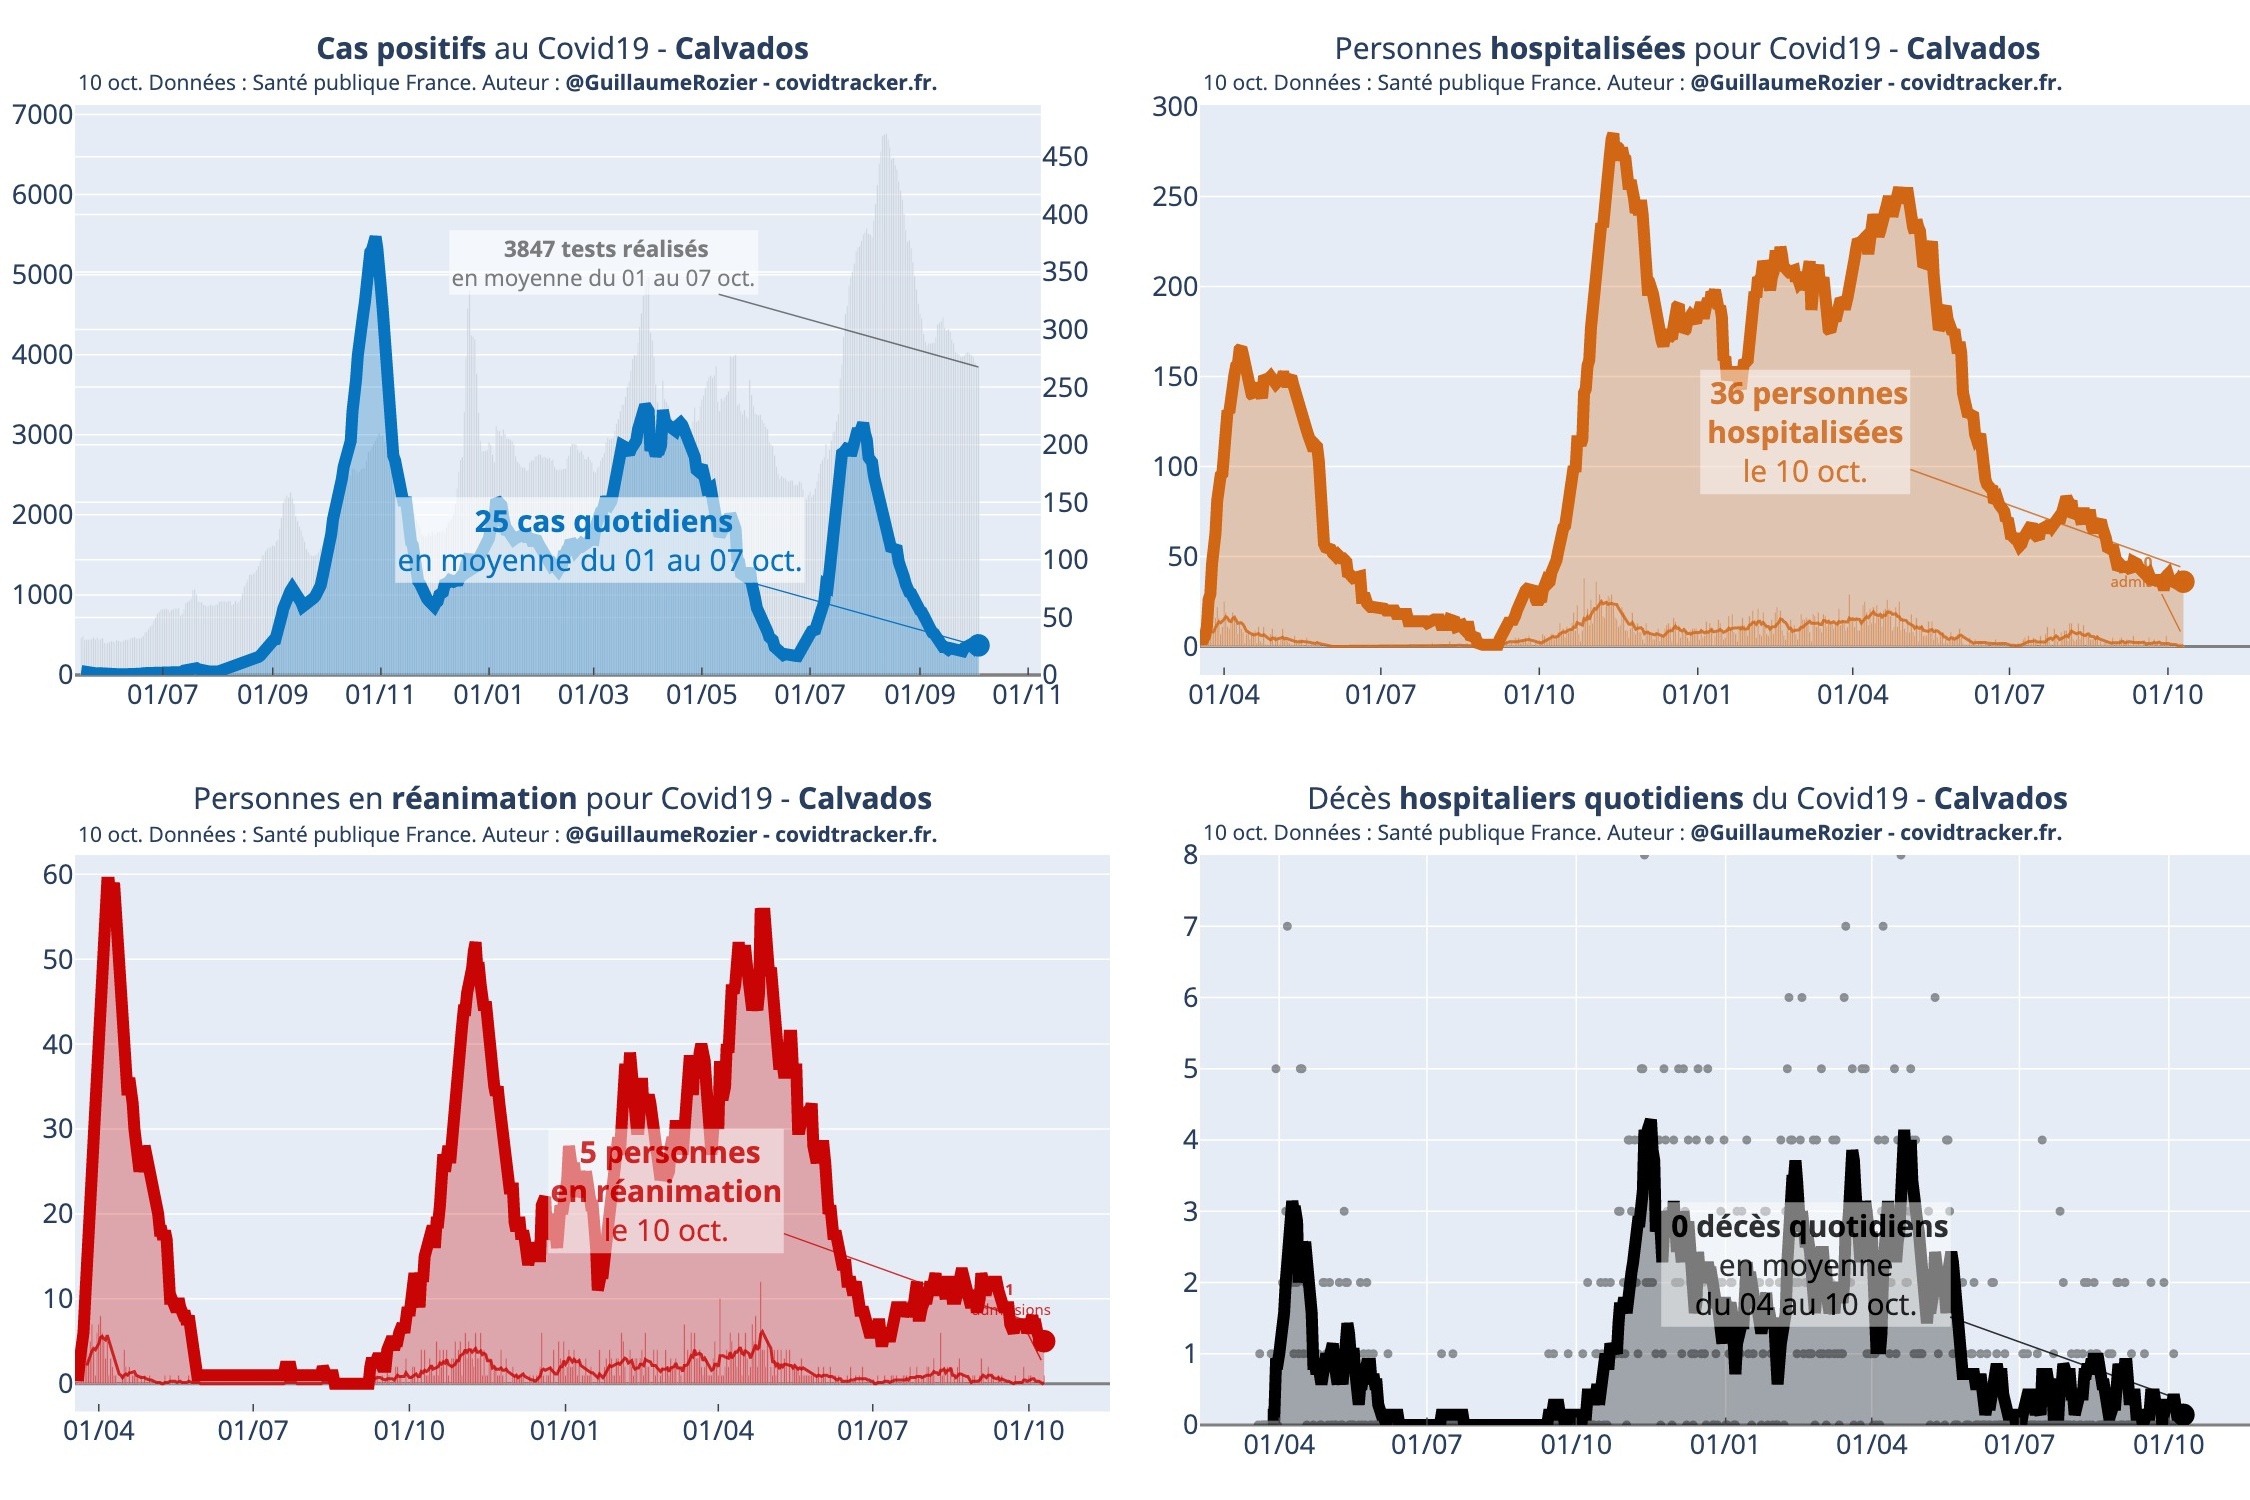 Cas positifs au Covid19 - Calvados
10 oct. Données : Santé publique France. Auteur : @GuillaumeRozier - covidtracker.fr.
7000
6000
5000
4000
3000
2000
1000
0
450
400
350
300
250
200
150
100
50
0
3847 tests réalisés
en moyenne du 01 au 07 oct.
25 cas quotidiens
en moyenne du 01 au 07 oct.
01/07 01/09 01/11 01/01 01/03 01/05 01/07 01/09 01/11
Personnes hospitalisées pour Covid19 - Calvados
10 oct. Données : Santé publique France. Auteur : @GuillaumeRozier - covidtracker.fr.
300
250
200
150
100
50
0
36 personnes
hospitalisées
le 10 oct.
0
01/04 01/07 01/10 01/01 01/04 01/07 01/10
Personnes en réanimation pour Covid19 - Calvados
10 oct. Données : Santé publique France. Auteur : @GuillaumeRozier - covidtracker.fr.
60
50
40
30
20
10
0
5 personnes
en réanimation
le 10 oct.
1
admissions
01/04 01/07 01/10 01/01 01/04 01/07 01/10
Décès hospitaliers quotidiens du Covid19 - Calvados
10 oct. Données : Santé publique France. Auteur : @GuillaumeRozier - covidtracker.fr.
8
7
6
5
4
3
2
1
0
0 décès quotidiens
en moyenne
du 04 au 10 oct.
01/04 01/07 01/10 01/01 01/04 01/07 01/10